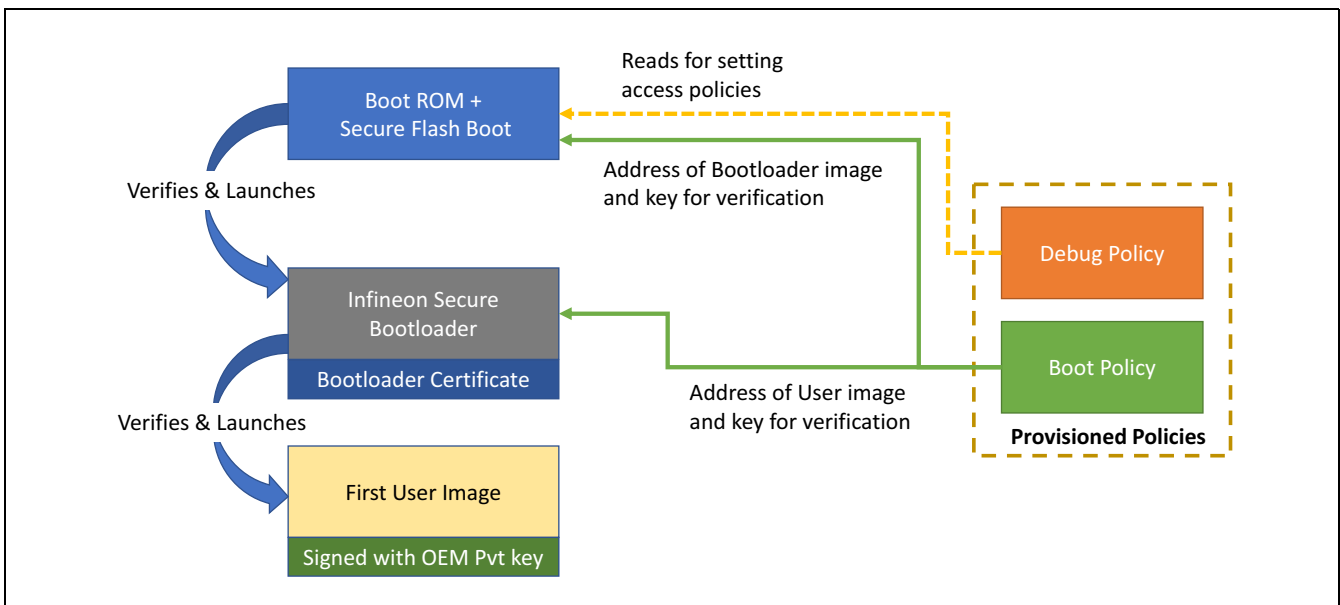 Boot ROM +
Secure Flash Boot
Reads for setting
access policies
Address of Bootloader image
and key for verification
Verifies & Launches
Debug Policy
Infineon Secure
Bootloader
Bootloader Certificate
Boot Policy
Address of User image
and key for verification
Provisioned Policies
Verifies & Launches
First User Image
Signed with OEM Pvt key